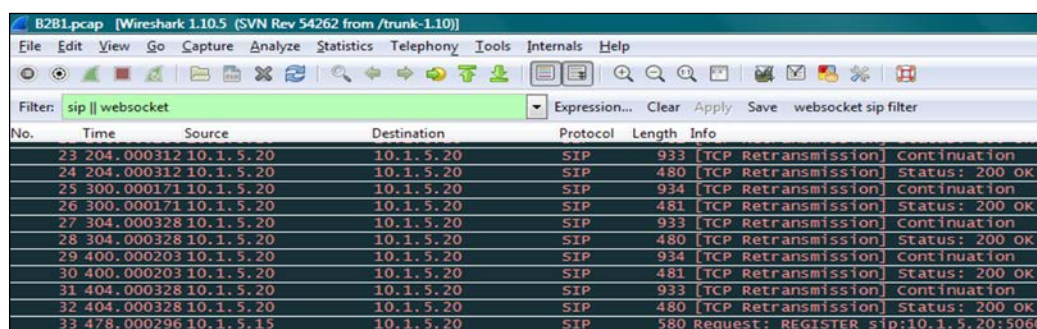 B2B1.pcap [Wireshark 1.10.5 (SVN Rev 54262 from /trunk-1.10)]
File Edit View Go Capture Analyze Statistics Telephony Tools Internals Help
Filter: sip || websocket Expression... Clear Apply Save websocket sip filter
No. Time Source Destination Protocol Length Info
23 204.000312 10.1.5.20 10.1.5.20 SIP 933 [TCP Retransmission] Continuation
24 204.000312 10.1.5.20 10.1.5.20 SIP 480 [TCP Retransmission] Status: 200 OK
25 300.000171 10.1.5.20 10.1.5.20 SIP 934 [TCP Retransmission] Continuation
26 300.000171 10.1.5.20 10.1.5.20 SIP 481 [TCP Retransmission] Status: 200 OK
27 304.000328 10.1.5.20 10.1.5.20 SIP 933 [TCP Retransmission] Continuation
28 304.000328 10.1.5.20 10.1.5.20 SIP 480 [TCP Retransmission] Status: 200 OK
29 400.000203 10.1.5.20 10.1.5.20 SIP 934 [TCP Retransmission] Continuation
30 400.000203 10.1.5.20 10.1.5.20 SIP 481 [TCP Retransmission] Status: 200 OK
31 404.000328 10.1.5.20 10.1.5.20 SIP 933 [TCP Retransmission] Continuation
32 404.000328 10.1.5.20 10.1.5.20 SIP 480 [TCP Retransmission] Status: 200 OK
33 478.000296 10.1.5.15 10.1.5.20 SIP 580 Request: REGISTER sip:10.1.5.20:506